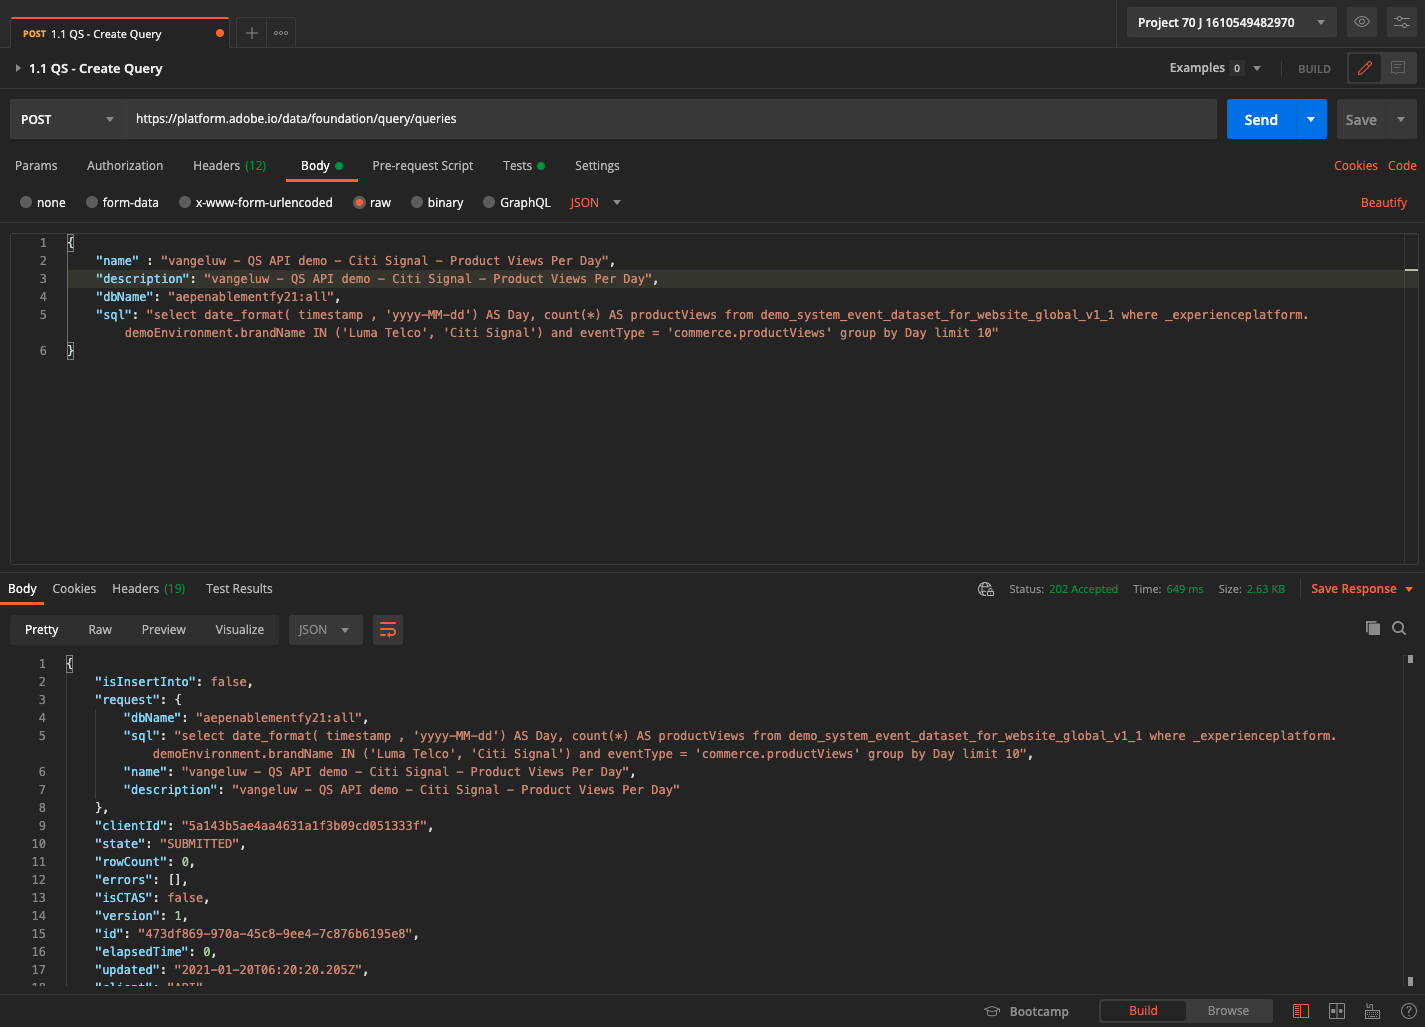 POST 1.1 QS - Create Query
Project 70 J 1610549482970
1.1 QS - Create Query
Examples 0
BUILD
POST
https://platform.adobe.io/data/foundation/query/queries
Send
Save
Params Authorization Headers (12) Body Pre-request Script Tests Settings
Cookies Code
none form-data x-www-form-urlencoded raw binary GraphQL JSON
Beautify
1 {
2 "name" : "vangeluw - QS API demo - Citi Signal - Product Views Per Day",
3 "description": "vangeluw - QS API demo - Citi Signal - Product Views Per Day",
4 "dbName": "aepenablementfy21:all",
5 "sql": "select date_format( timestamp , 'yyyy-MM-dd') AS Day, count(*) AS productViews from demo_system_event_dataset_for_website_global_v1_1 where _experienceplatform.
demoEnvironment.brandName IN ('Luma Telco', 'Citi Signal') and eventType = 'commerce.productViews' group by Day limit 10"
6 }
Body Cookies Headers (19) Test Results
Status: 202 Accepted Time: 649 ms Size: 2.63 KB Save Response
Pretty Raw Preview Visualize JSON
1 {
2 "isInsertInto": false,
3 "request": {
4 "dbName": "aepenablementfy21:all",
5 "sql": "select date_format( timestamp , 'yyyy-MM-dd') AS Day, count(*) AS productViews from demo_system_event_dataset_for_website_global_v1_1 where _experienceplatform.
demoEnvironment.brandName IN ('Luma Telco', 'Citi Signal') and eventType = 'commerce.productViews' group by Day limit 10",
6 "name": "vangeluw - QS API demo - Citi Signal - Product Views Per Day",
7 "description": "vangeluw - QS API demo - Citi Signal - Product Views Per Day"
8 },
9 "clientId": "5a143b5ae4aa4631a1f3b09cd051333f",
10 "state": "SUBMITTED",
11 "rowCount": 0,
12 "errors": [],
13 "isCTAS": false,
14 "version": 1,
15 "id": "473df869-970a-45c8-9ee4-7c876b6195e8",
16 "elapsedTime": 0,
17 "updated": "2021-01-20T06:20:20.205Z",
18 "client": "API"
Bootcamp Build Browse